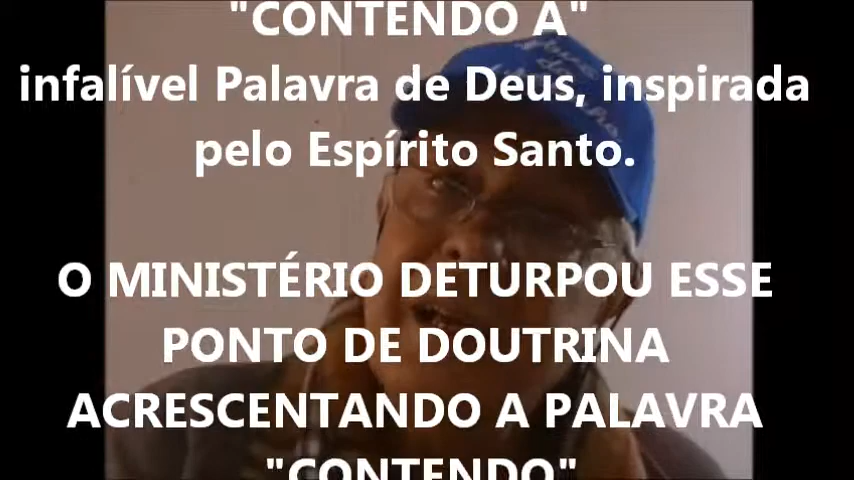 "CONTENDO A"
infalível Palavra de Deus, inspirada
pelo Espírito Santo.
O MINISTÉRIO DETURPOU ESSE
PONTO DE DOUTRINA
ACRESCENTANDO A PALAVRA
"CONTENDO"